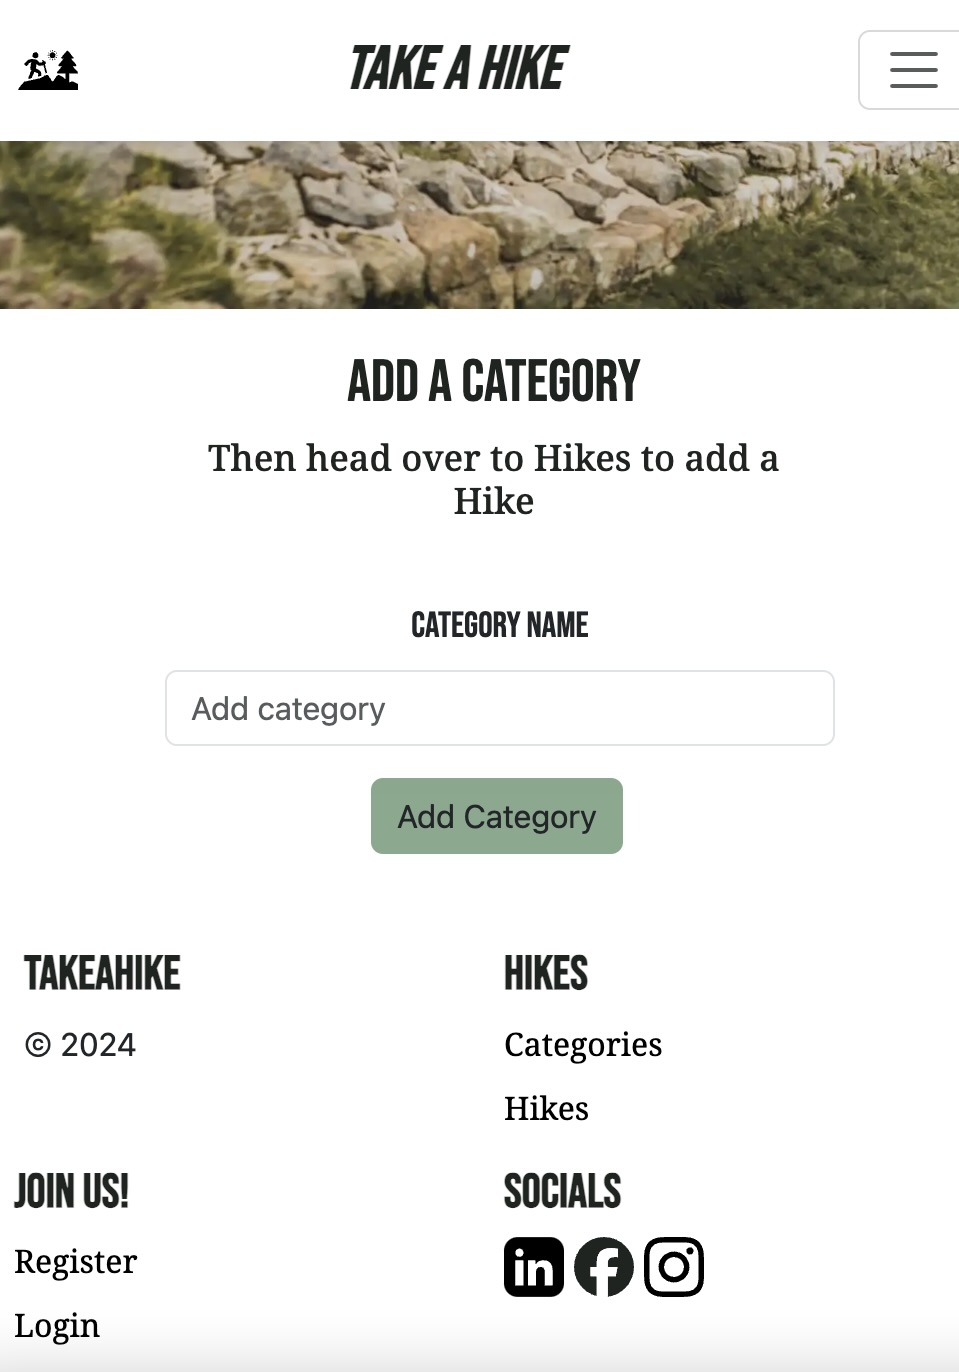 TAKE A HIKE
ADD A CATEGORY
Then head over to Hikes to add a
Hike
CATEGORY NAME
Add category
Add Category
TAKEAHIKE
© 2024
HIKES
Categories
Hikes
JOIN US!
Register
Login
SOCIALS
in